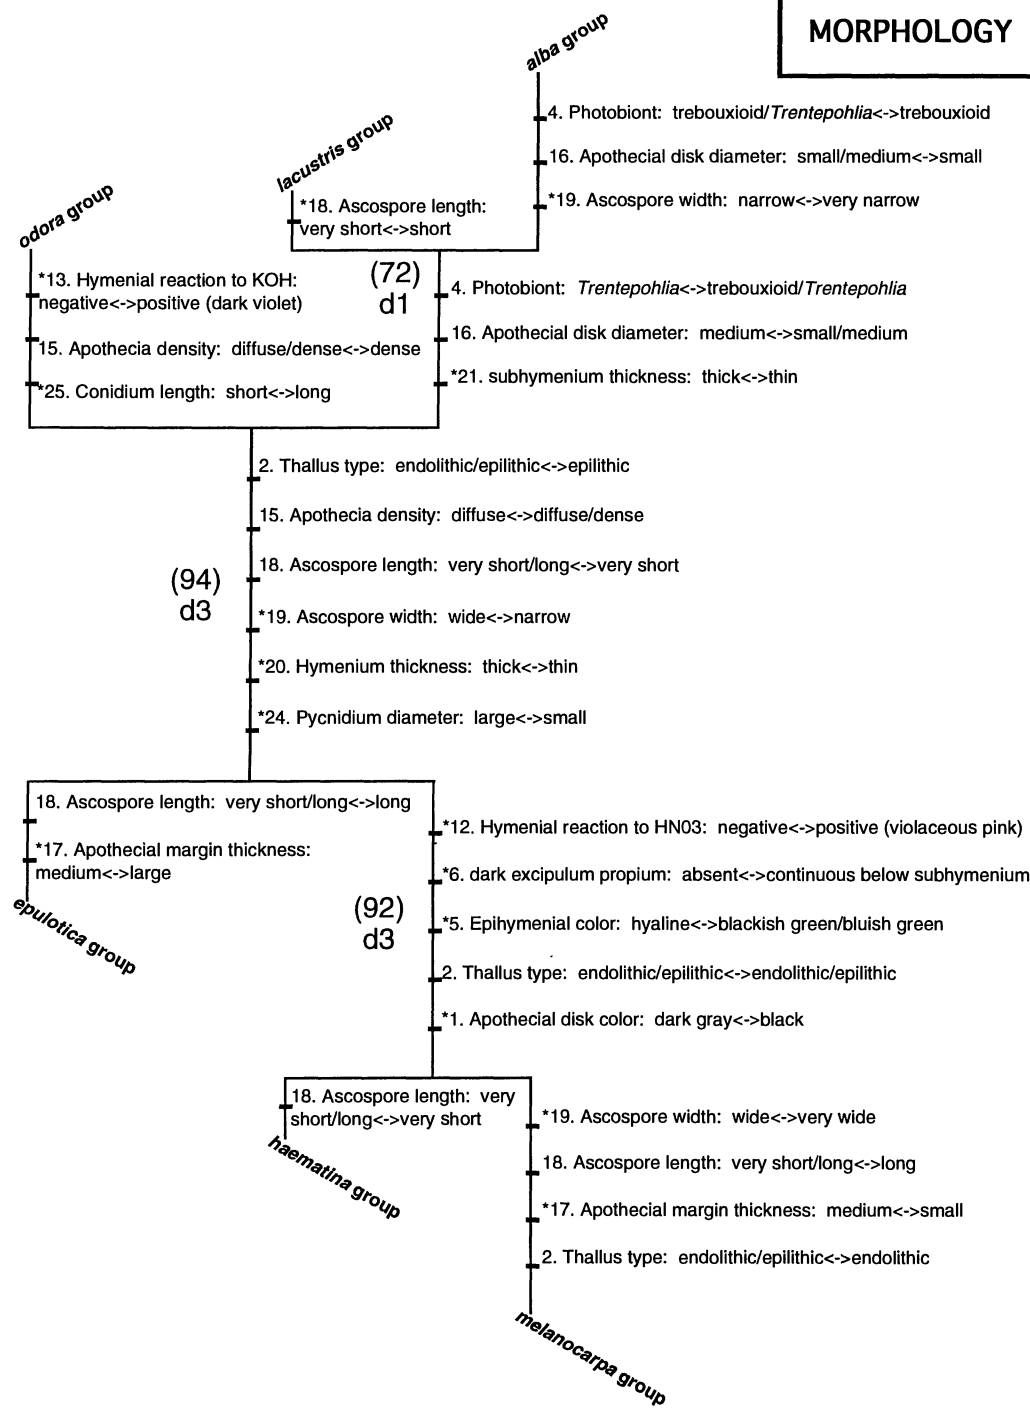 MORPHOLOGY
alba group
4. Photobiont: trebouxioid/Trentepohlia<->trebouxioid
16. Apothecial disk diameter: small/medium<->small
*19. Ascospore width: narrow<->very narrow
lacustris group
*18. Ascospore length:
very short<->short
odora group
*13. Hymenial reaction to KOH:
negative<->positive (dark violet)
15. Apothecia density: diffuse/dense<->dense
*25. Conidium length: short<->long
(72)
d1
4. Photobiont: Trentepohlia<->trebouxioid/Trentepohlia
16. Apothecial disk diameter: medium<->small/medium
*21. subhymenium thickness: thick<->thin
2. Thallus type: endolithic/epilithic<->epilithic
15. Apothecia density: diffuse<->diffuse/dense
18. Ascospore length: very short/long<->very short
(94)
d3
*19. Ascospore width: wide<->narrow
*20. Hymenium thickness: thick<->thin
*24. Pycnidium diameter: large<->small
18. Ascospore length: very short/long<->long
*17. Apothecial margin thickness:
medium<->large
epulotica group
*12. Hymenial reaction to HN03: negative<->positive (violaceous pink)
*6. dark excipulum propium: absent<->continuous below subhymenium
(92)
d3
*5. Epihymenial color: hyaline<->blackish green/bluish green
2. Thallus type: endolithic/epilithic<->endolithic/epilithic
*1. Apothecial disk color: dark gray<->black
18. Ascospore length: very
short/long<->very short
haematina group
*19. Ascospore width: wide<->very wide
18. Ascospore length: very short/long<->long
*17. Apothecial margin thickness: medium<->small
2. Thallus type: endolithic/epilithic<->endolithic
melanocarpa group